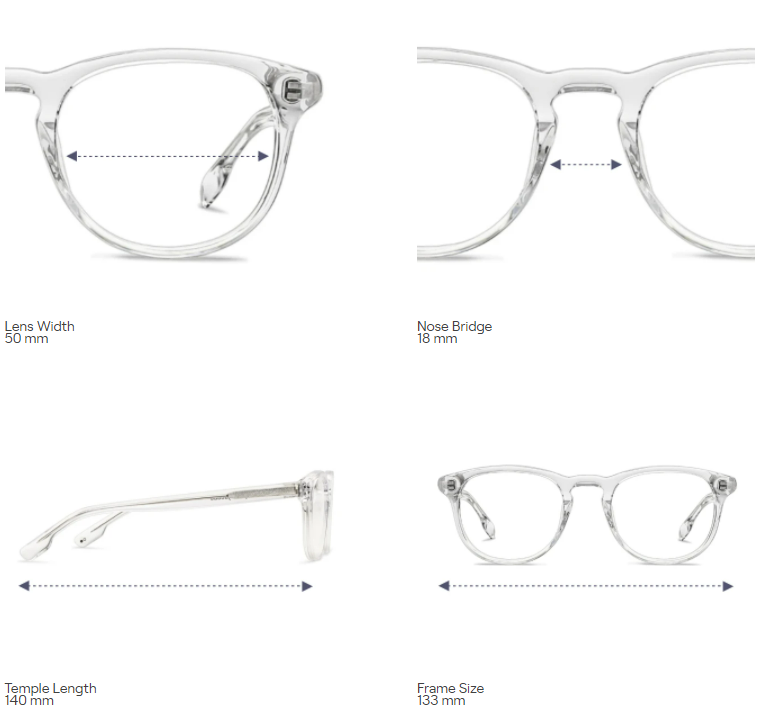 Lens Width
50 mm
Nose Bridge
18 mm
Temple Length
140 mm
Frame Size
133 mm